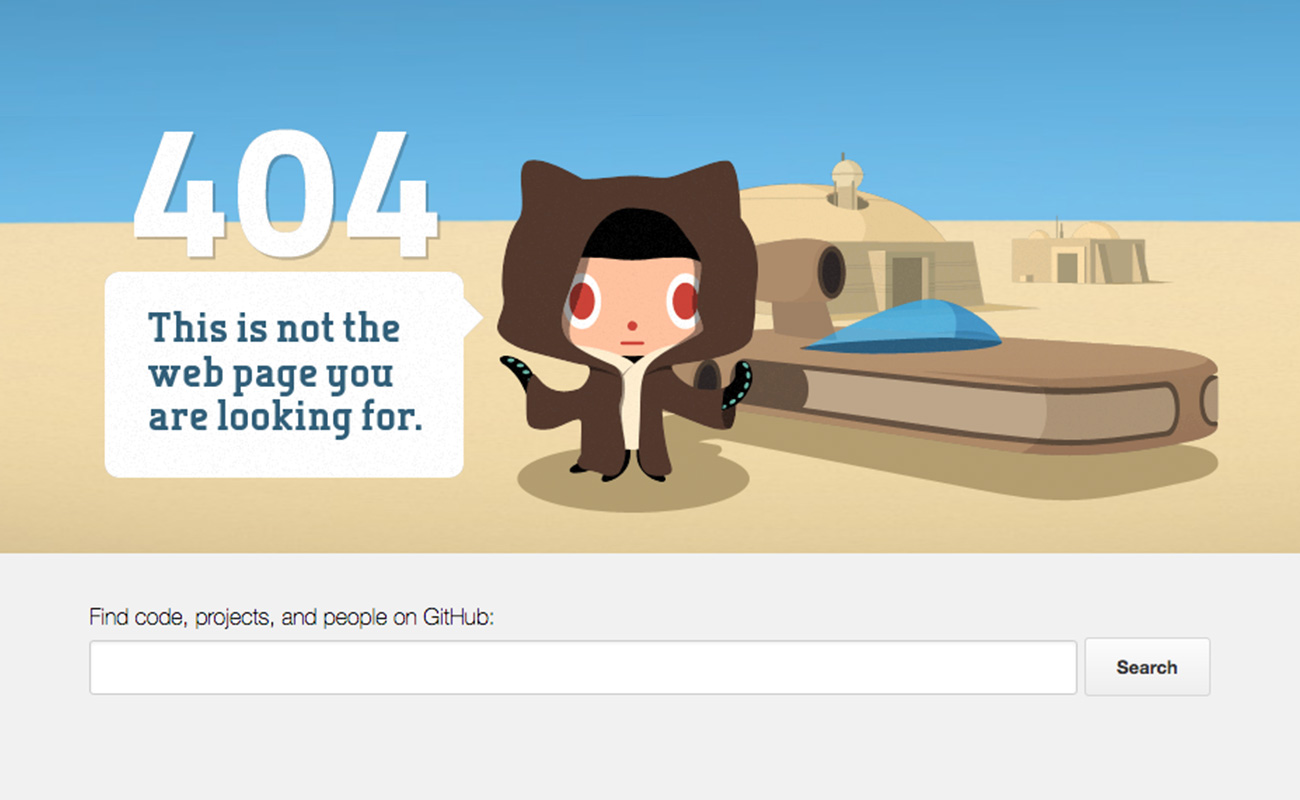 404
This is not the
web page you
are looking for.
Find code, projects, and people on GitHub:
Search